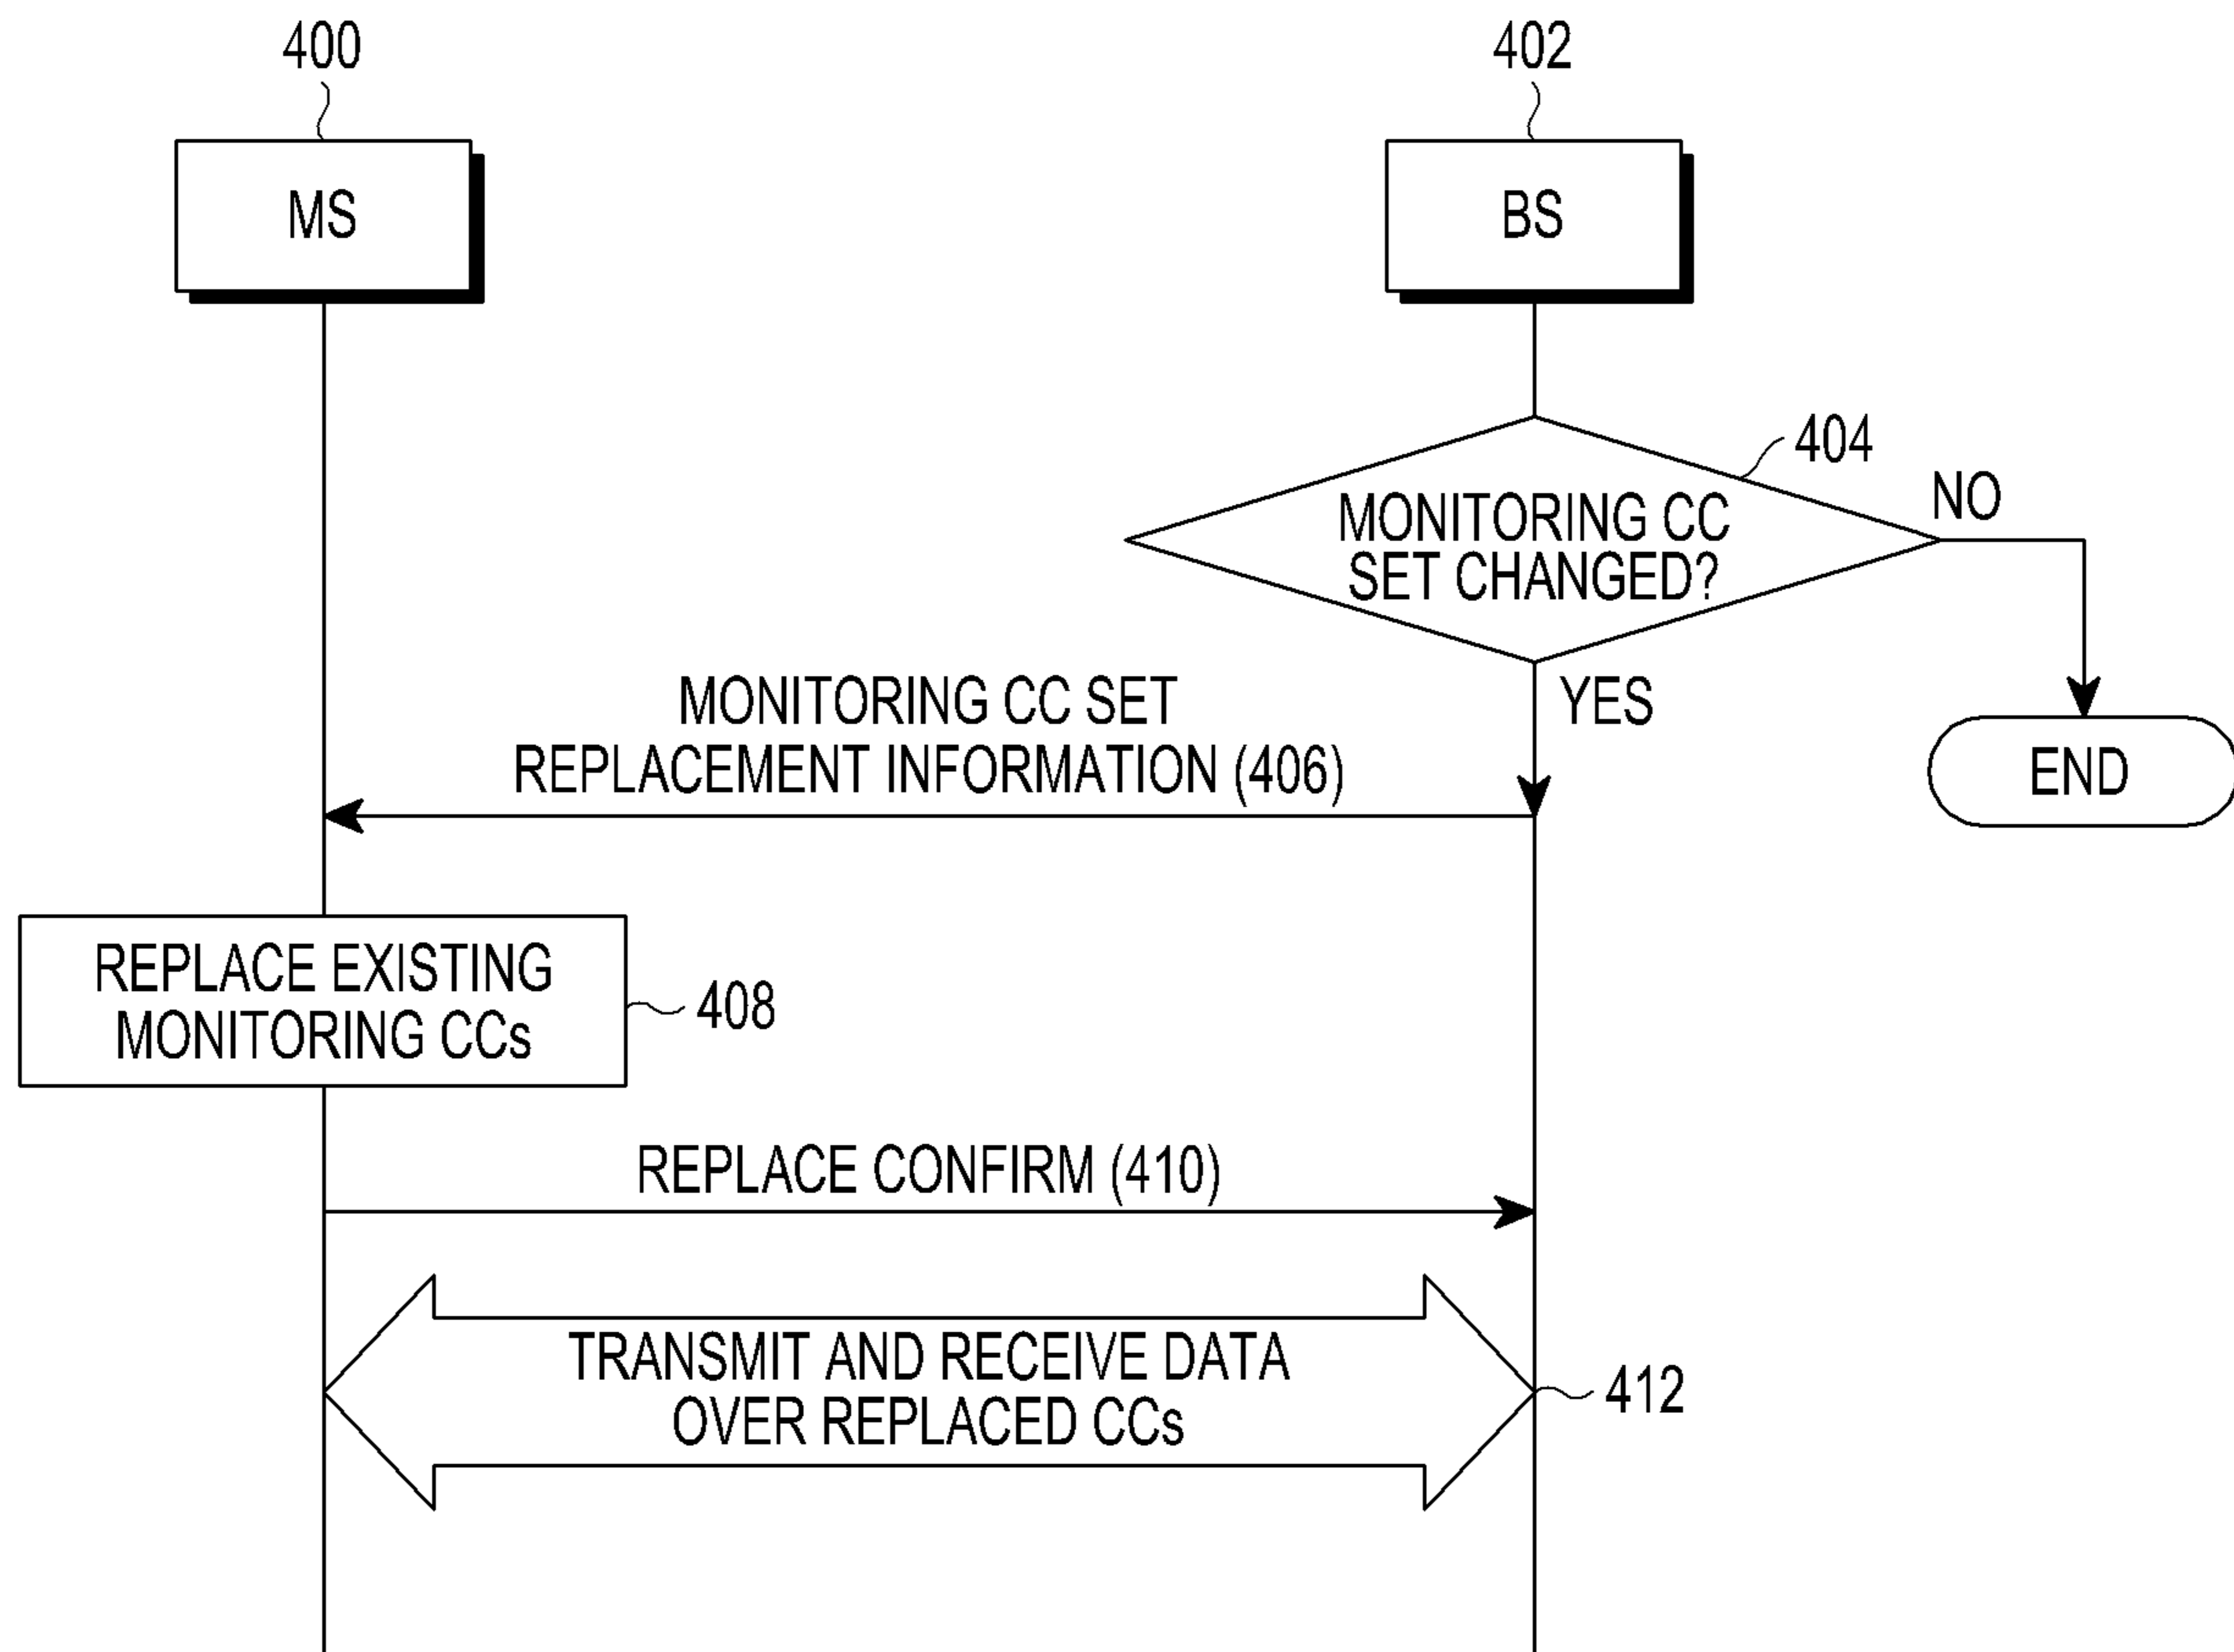 400
402
MS
BS
404
MONITORING CC
SET CHANGED?
NO
YES
MONITORING CC SET
REPLACEMENT INFORMATION (406)
END
REPLACE EXISTING
MONITORING CCs
408
REPLACE CONFIRM (410)
TRANSMIT AND RECEIVE DATA
OVER REPLACED CCs
412